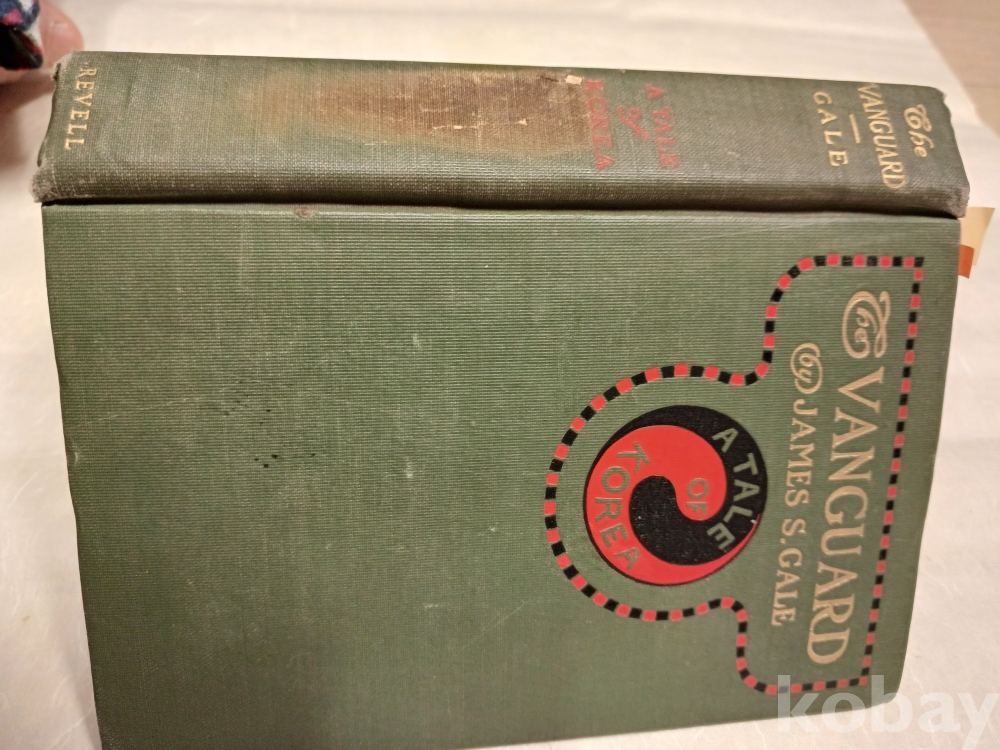 The
VANGUARD
GALE
A TALE
of
KOREA
REVELL
The
VANGUARD
by JAMES S. GALE
A TALE
OF
KOREA
kobay